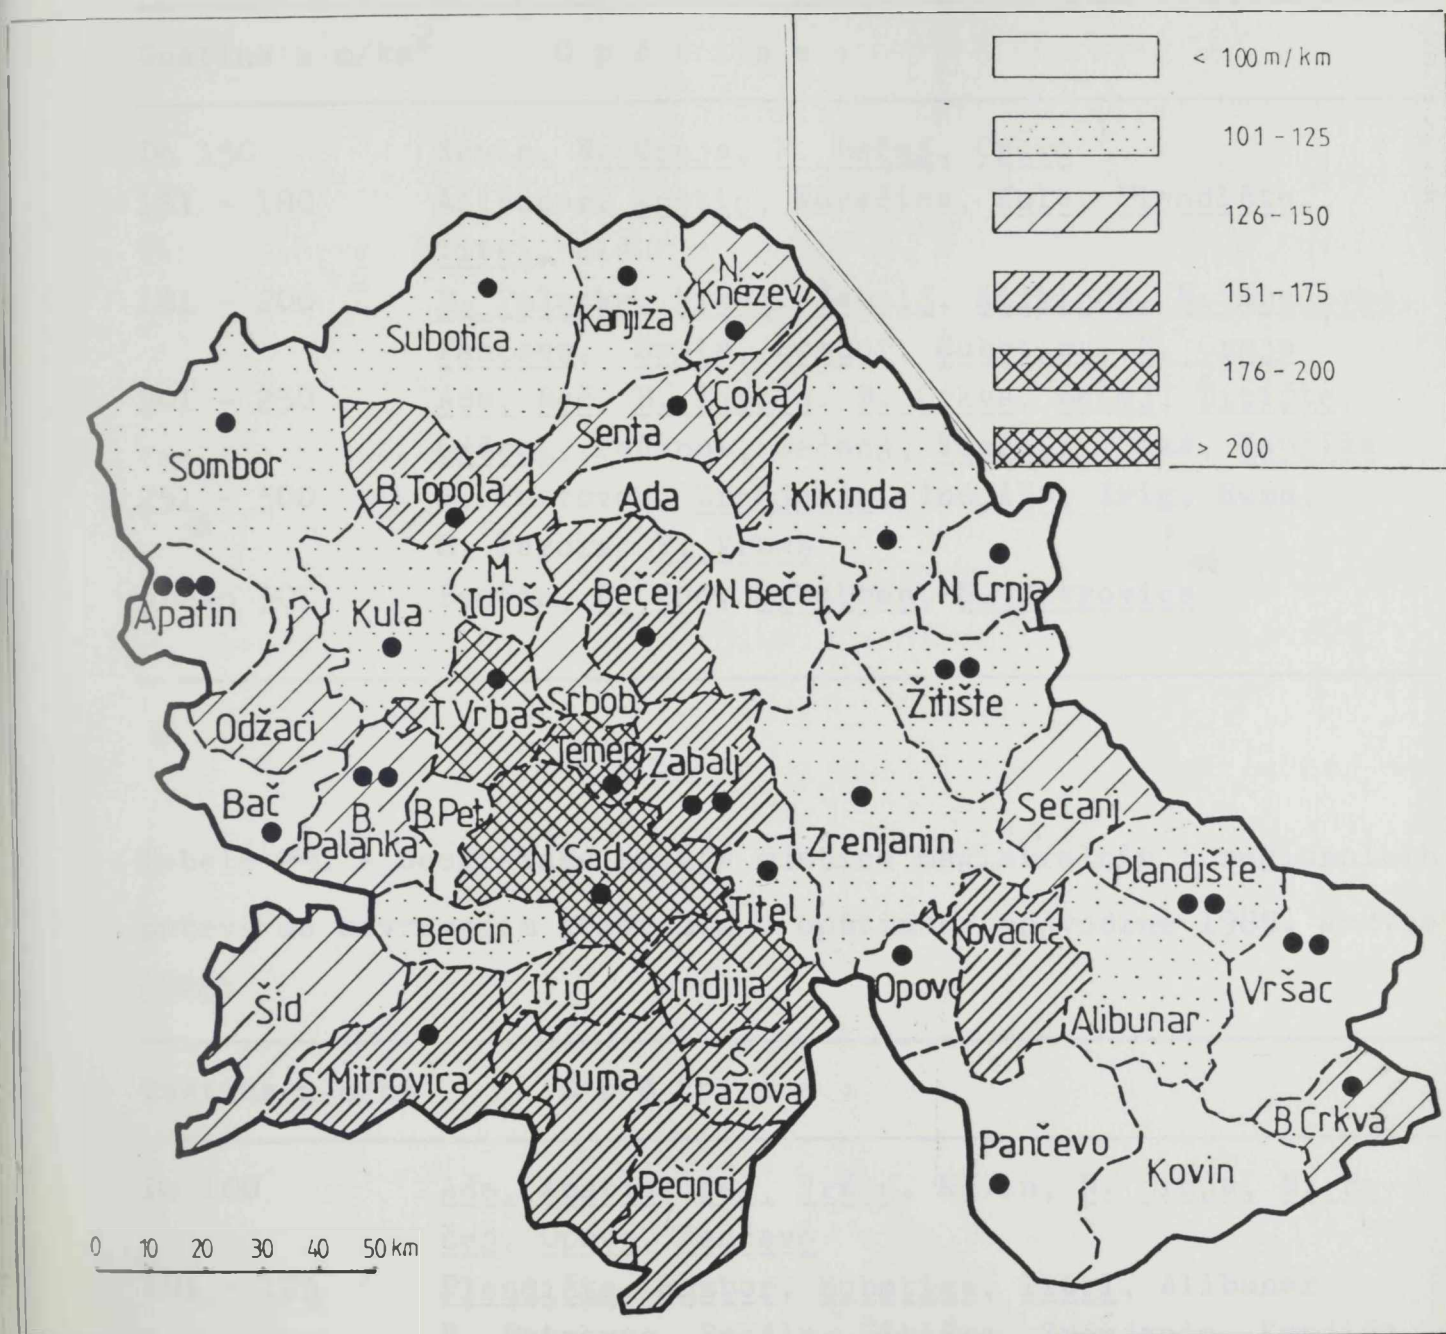 < 100 m/km
101 - 125
126 - 150
151 - 175
176 - 200
> 200
N.
Knežev.
Subotica
Kanjiža
Čoka
Senta
Sombor
B. Topola
Ada
Kikinda
M.
Idjoš
Bečej
N. Bečej
N. Crnja
Apatin
Kula
Srbob.
Žitište
T. Vrbas
Odžaci
Temer.
Žabalj
Bač
B.
Palanka
B. Pet.
Sečanj
Zrenjanin
N. Sad
Plandište
Titel
Beočin
Kovačica
Irig
Indjija
Opovo
Vršac
Šid
Alibunar
S. Mitrovica
Ruma
S.
Pazova
B. Crkva
Pančevo
Kovin
Pećinci
0 10 20 30 40 50 km